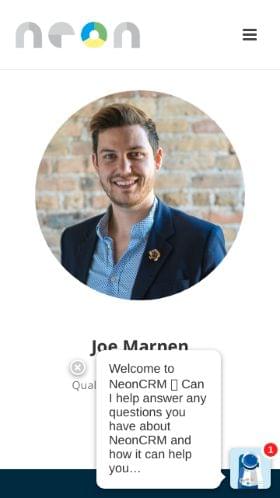 neon
Joe Marnen
Qual
Welcome to
NeonCRM ▯ Can
I help answer any
questions you
have about
NeonCRM and
how it can help
you...
1